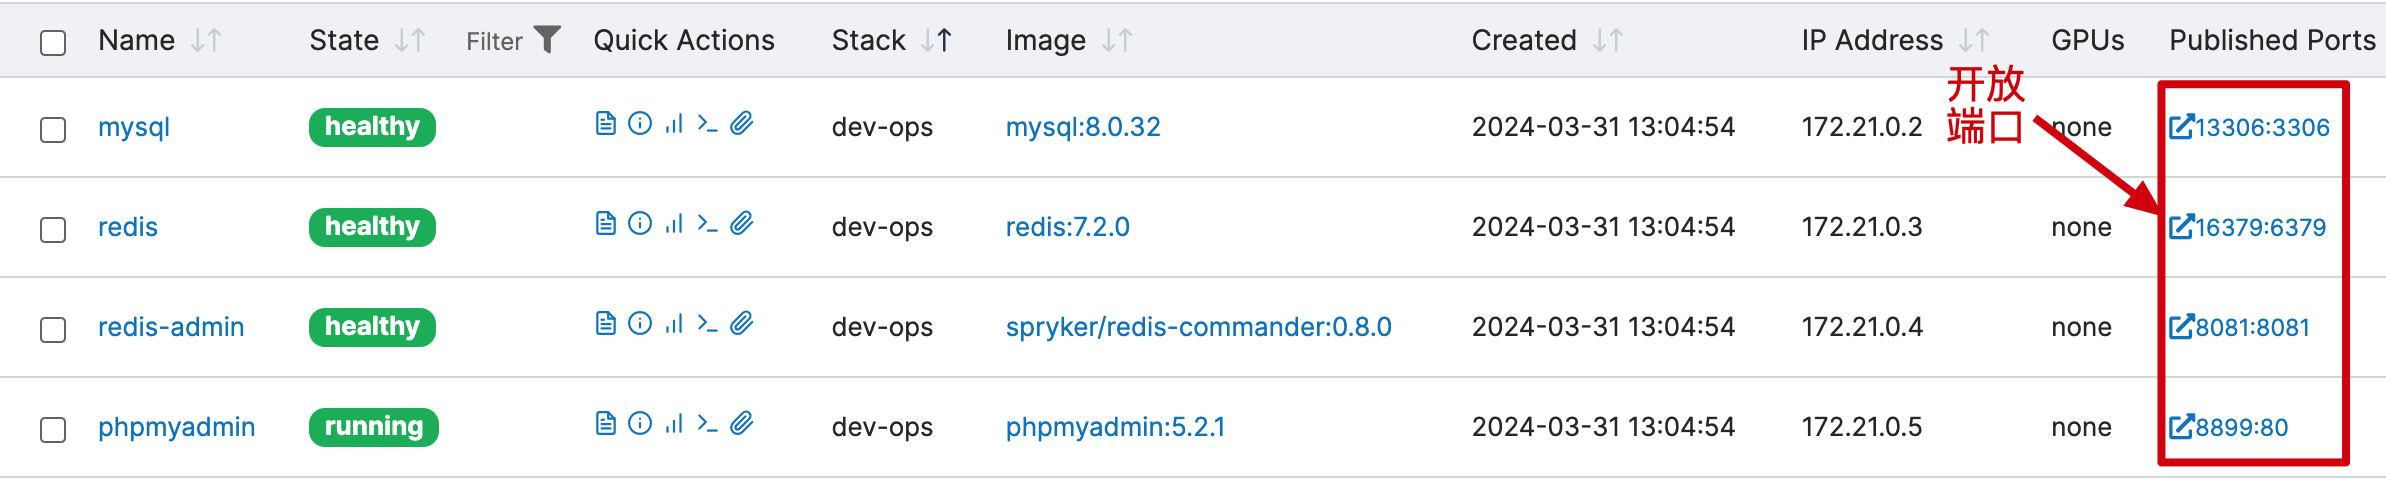 Name State Filter Quick Actions Stack Image Created IP Address GPUs Published Ports
开放
端口
mysql healthy dev-ops mysql:8.0.32 2024-03-31 13:04:54 172.21.0.2 none 13306:3306
redis healthy dev-ops redis:7.2.0 2024-03-31 13:04:54 172.21.0.3 none 16379:6379
redis-admin healthy dev-ops spryker/redis-commander:0.8.0 2024-03-31 13:04:54 172.21.0.4 none 8081:8081
phpmyadmin running dev-ops phpmyadmin:5.2.1 2024-03-31 13:04:54 172.21.0.5 none 8899:80